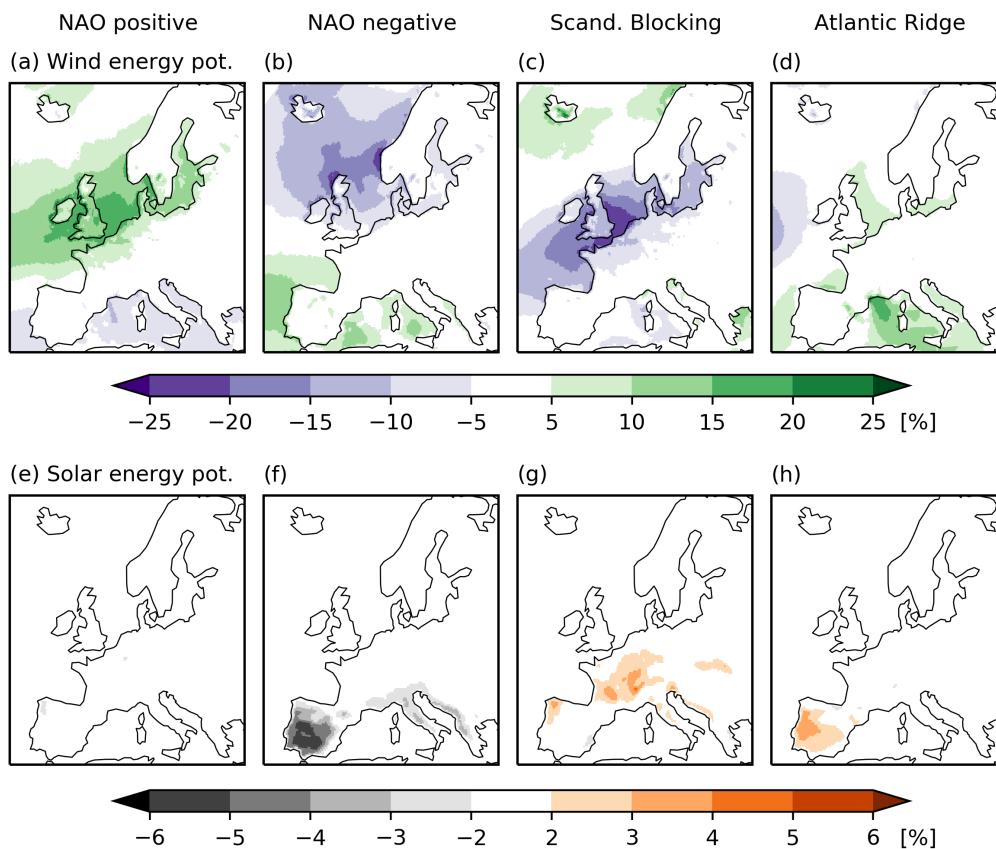 NAO positive NAO negative Scand. Blocking Atlantic Ridge
(a) Wind energy pot. (b) (c) (d)
−25 −20 −15 −10 −5 5 10 15 20 25 [%]
(e) Solar energy pot. (f) (g) (h)
−6 −5 −4 −3 −2 2 3 4 5 6 [%]